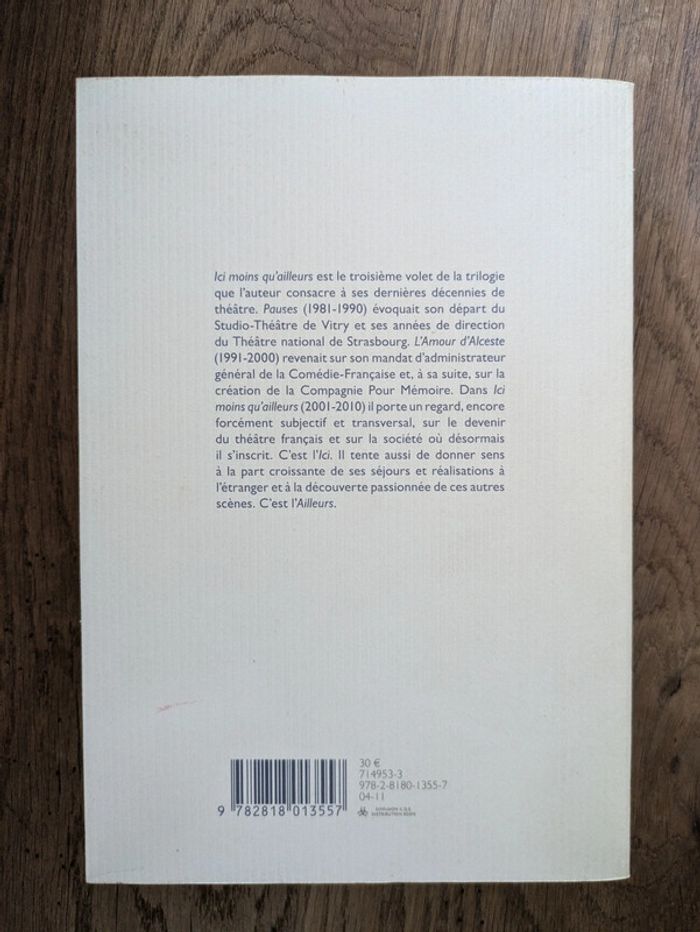 Ici moins qu'ailleurs est le troisième volet de la trilogie
que l'auteur consacre à ses dernières décennies de
théâtre. Pauses (1981-1990) évoquait son départ du
Studio-Théâtre de Vitry et ses années de direction
du Théâtre national de Strasbourg. L'Amour d'Alceste
(1991-2000) revenait sur son mandat d'administrateur
général de la Comédie-Française et, à sa suite, sur la
création de la Compagnie Pour Mémoire. Dans Ici
moins qu'ailleurs (2001-2010) il porte un regard, encore
forcément subjectif et transversal, sur le devenir
du théâtre français et sur la société où désormais
il s'inscrit. C'est l'Ici. Il tente aussi de donner sens
à la part croissante de ses séjours et réalisations à
l'étranger et à la découverte passionnée de ces autres
scènes. C'est l'Ailleurs.
30 €
714953-3
978-2-8180-1355-7
04-11
9 782818 013557
DISTRIBUTION SODIS